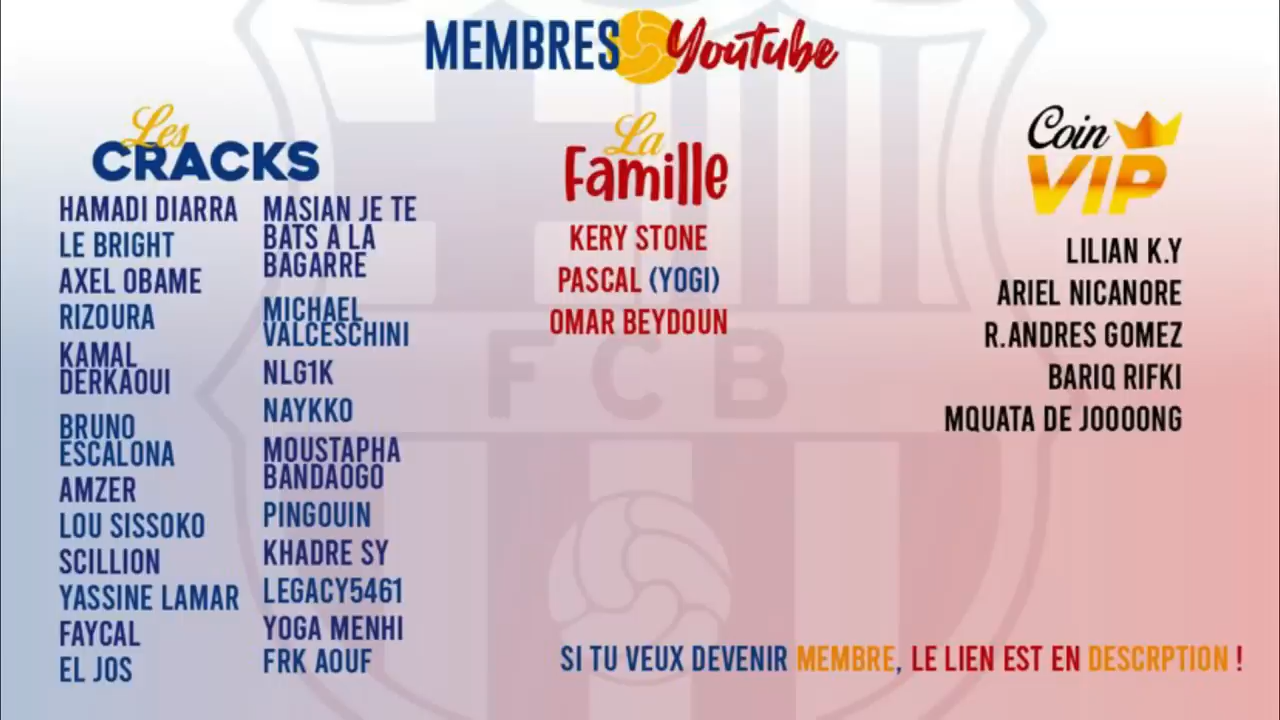 MEMBRES Youtube
Les
CRACKS
HAMADI DIARRA
LE BRIGHT
AXEL OBAME
RIZOURA
KAMAL
DERKAOUI
BRUNO
ESCALONA
AMZER
LOU SISSOKO
SCILLION
YASSINE LAMAR
FAYCAL
EL JOS
MASIAN JE TE
BATS A LA
BAGARRE
MICHAEL
VALCESCHINI
NLG1K
NAYKKO
MOUSTAPHA
BANDAOGO
PINGOUIN
KHADRE SY
LEGACY5461
YOGA MENHI
FRK AOUF
La
Famille
KERY STONE
PASCAL (YOGI)
OMAR BEYDOUN
FCB
Coin
VIP
LILIAN K.Y
ARIEL NICANORE
R.ANDRES GOMEZ
BARIQ RIFKI
MQUATA DE JOOOONG
SI TU VEUX DEVENIR MEMBRE, LE LIEN EST EN DESCRPTION !